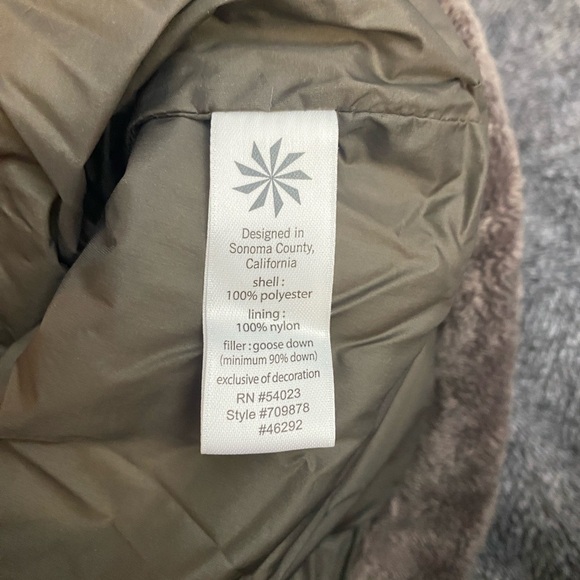 Designed in
Sonoma County,
California
shell :
100% polyester
lining :
100% nylon
filler : goose down
(minimum 90% down)
exclusive of decoration
RN #54023
Style #709878
#46292